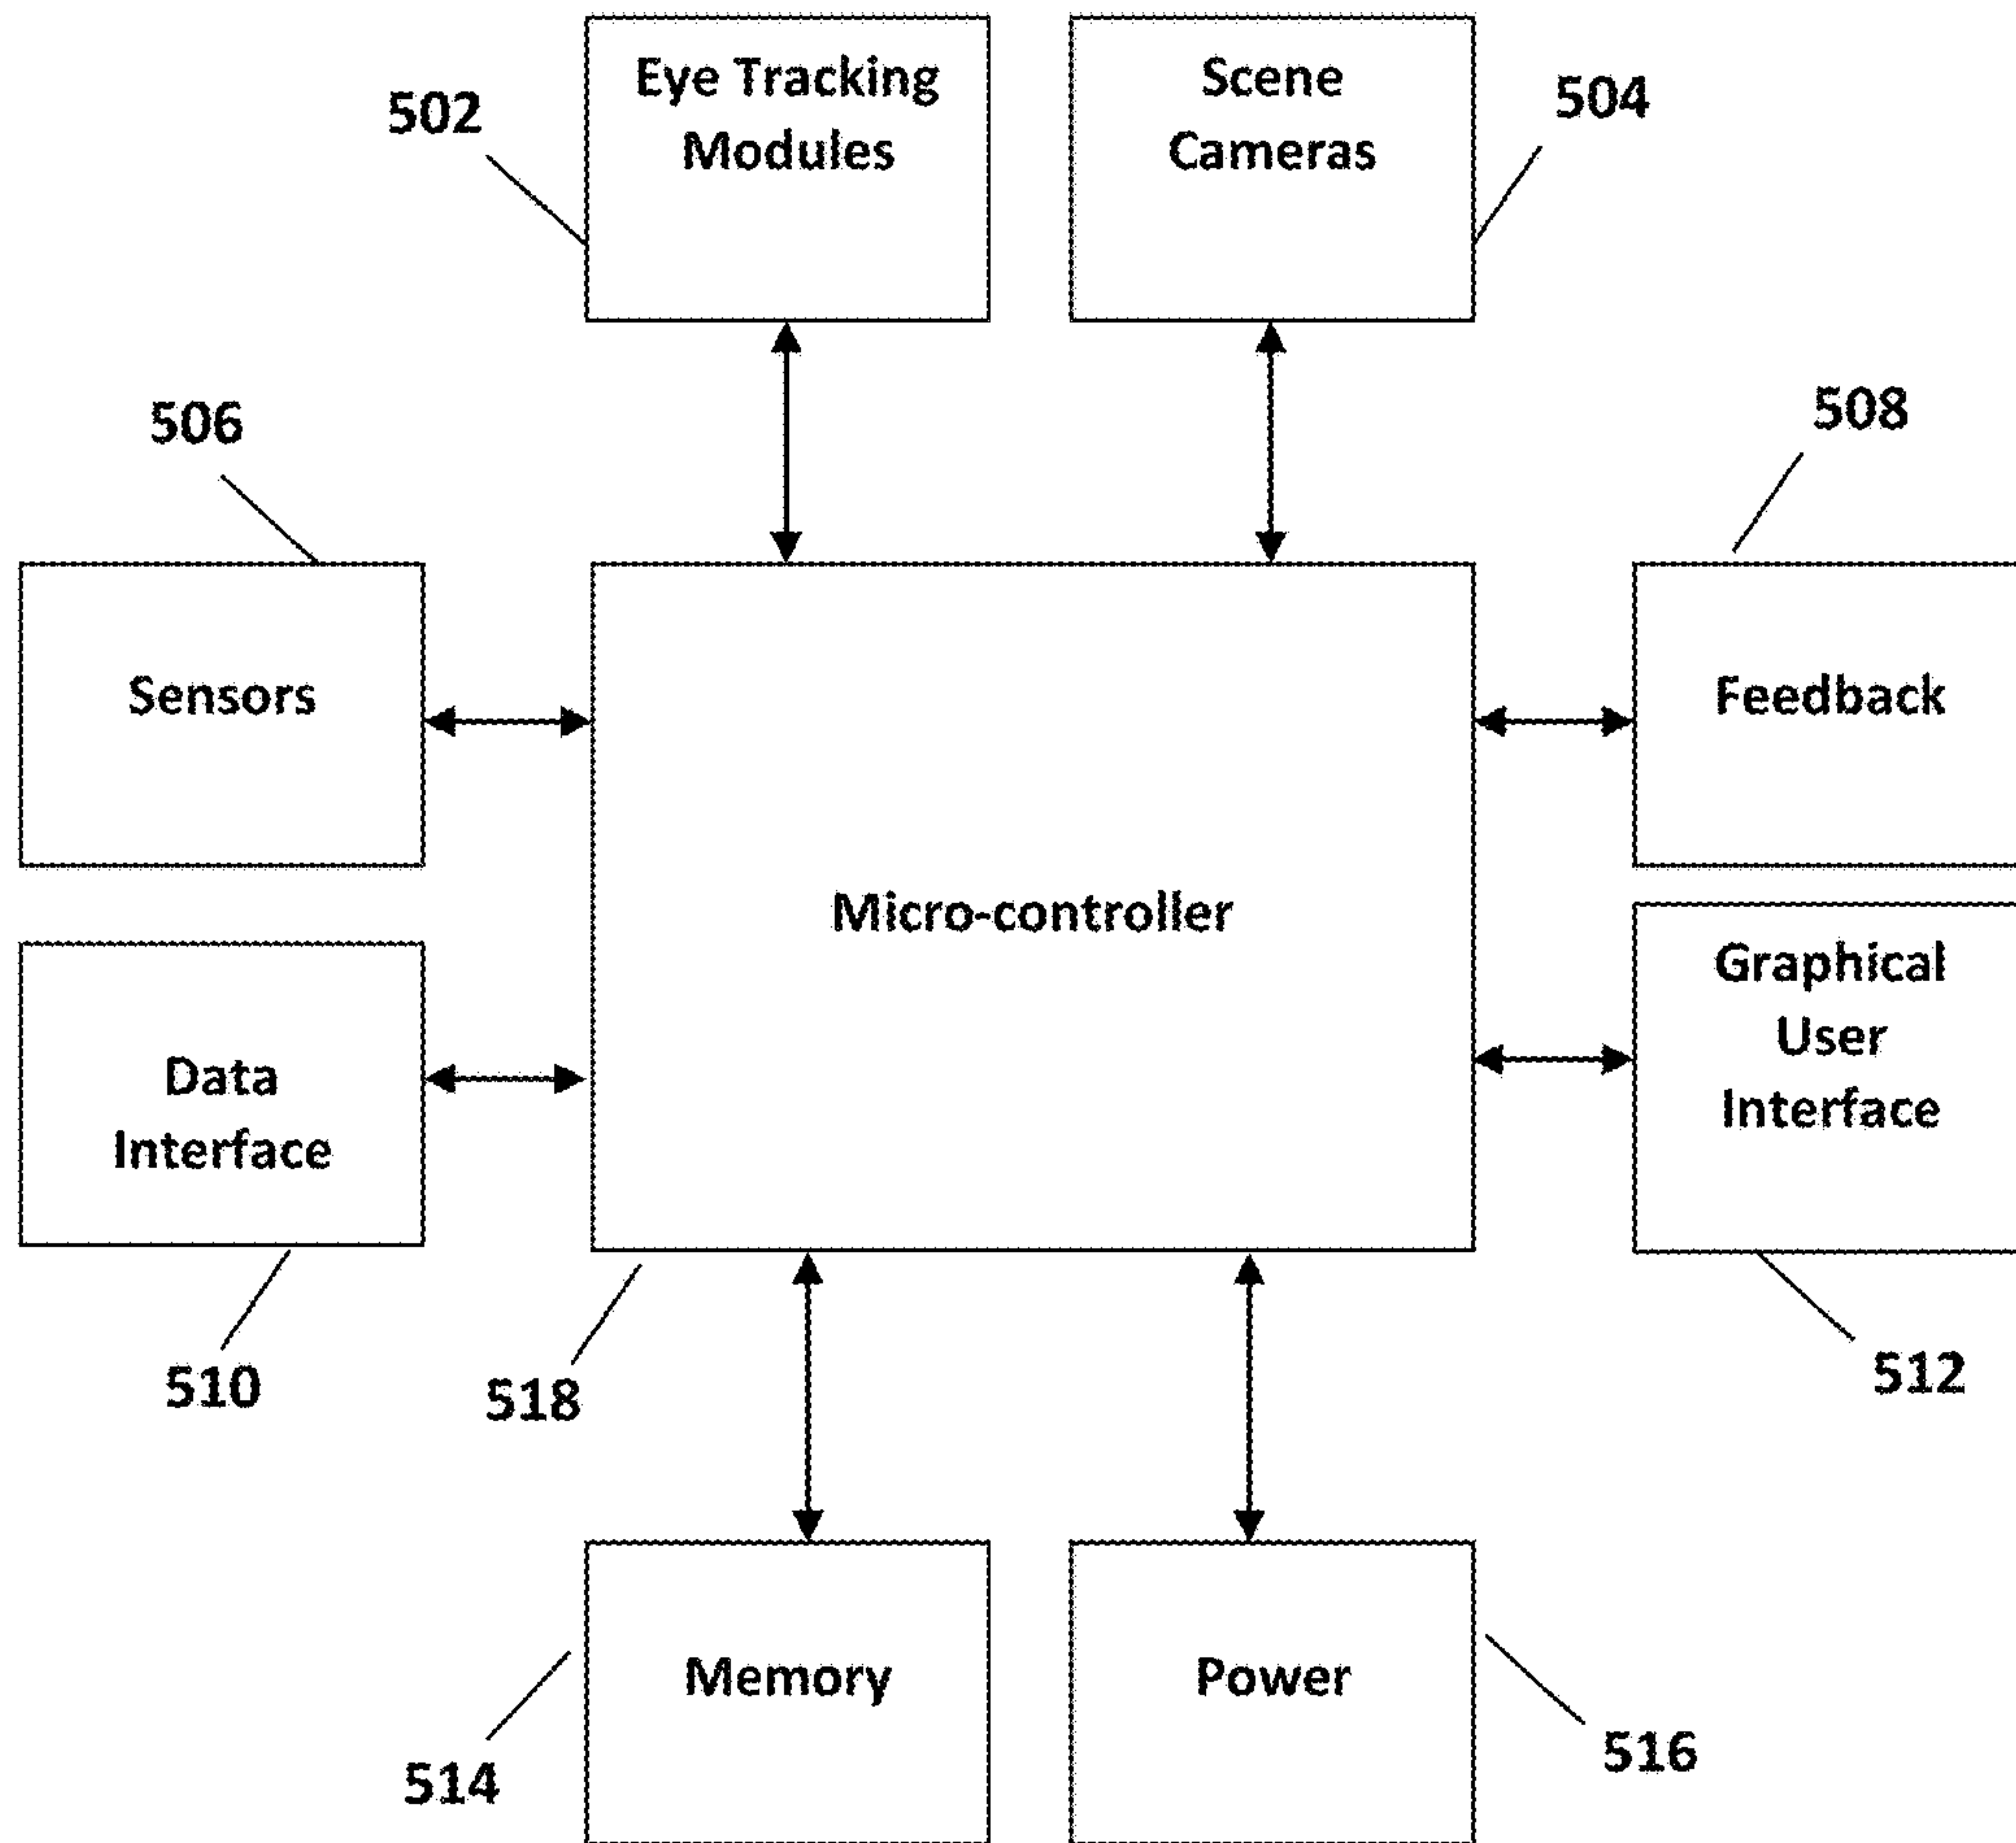 Eye Tracking
Modules
Scene
Cameras
502
504
506
508
Sensors
Feedback
Micro-controller
Data
Interface
Graphical
User
Interface
510
518
512
Memory
Power
514
516